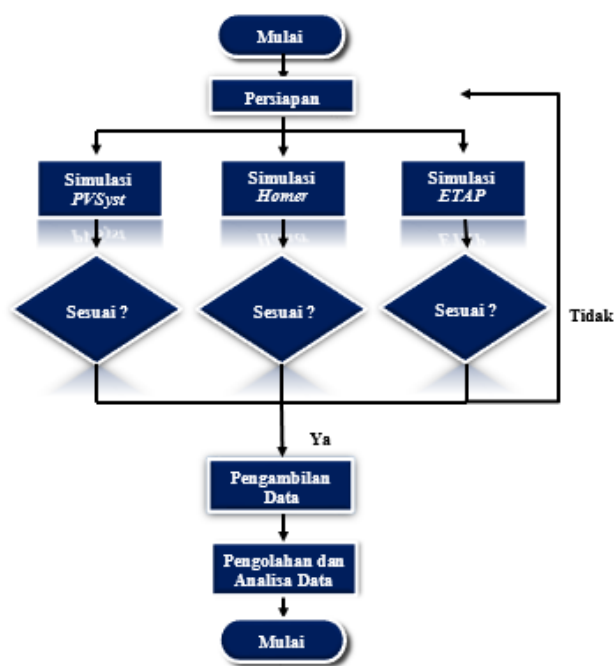 Mulai
Persiapan
Simulasi
PVSyst
Simulasi
Homer
Simulasi
ETAP
Sesuai ?
Sesuai ?
Sesuai ?
Tidak
Ya
Pengambilan
Data
Pengolahan dan
Analisa Data
Mulai